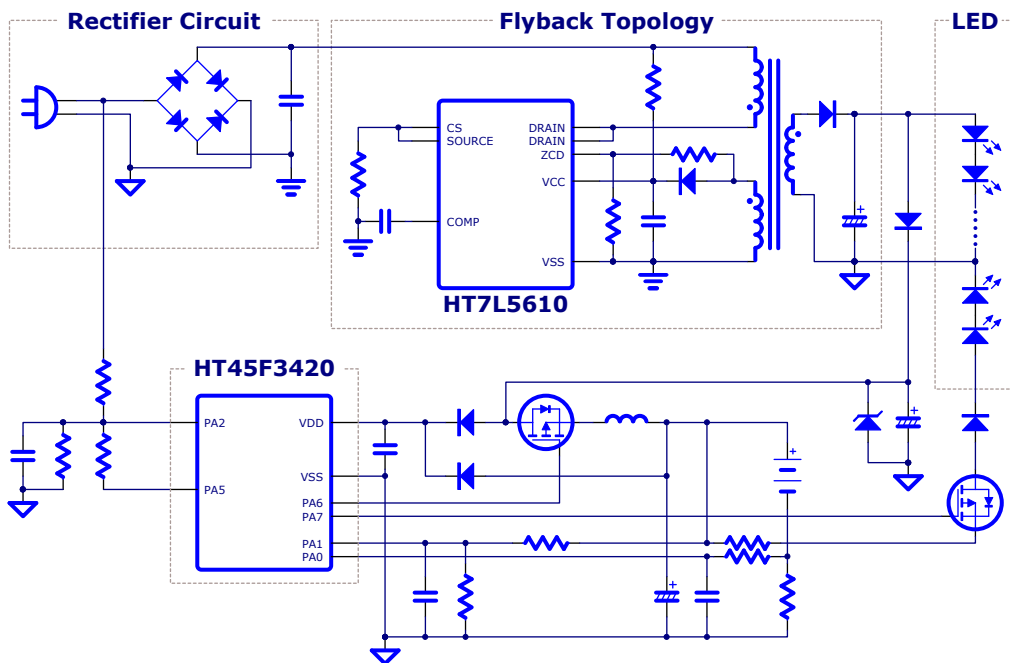 Rectifier Circuit
Flyback Topology
LED
CS
SOURCE
COMP
DRAIN
DRAIN
ZCD
VCC
VSS
+
HT7L5610
HT45F3420
PA2
PA5
VDD
VSS
PA6
PA7
PA1
PA0
+
+
+